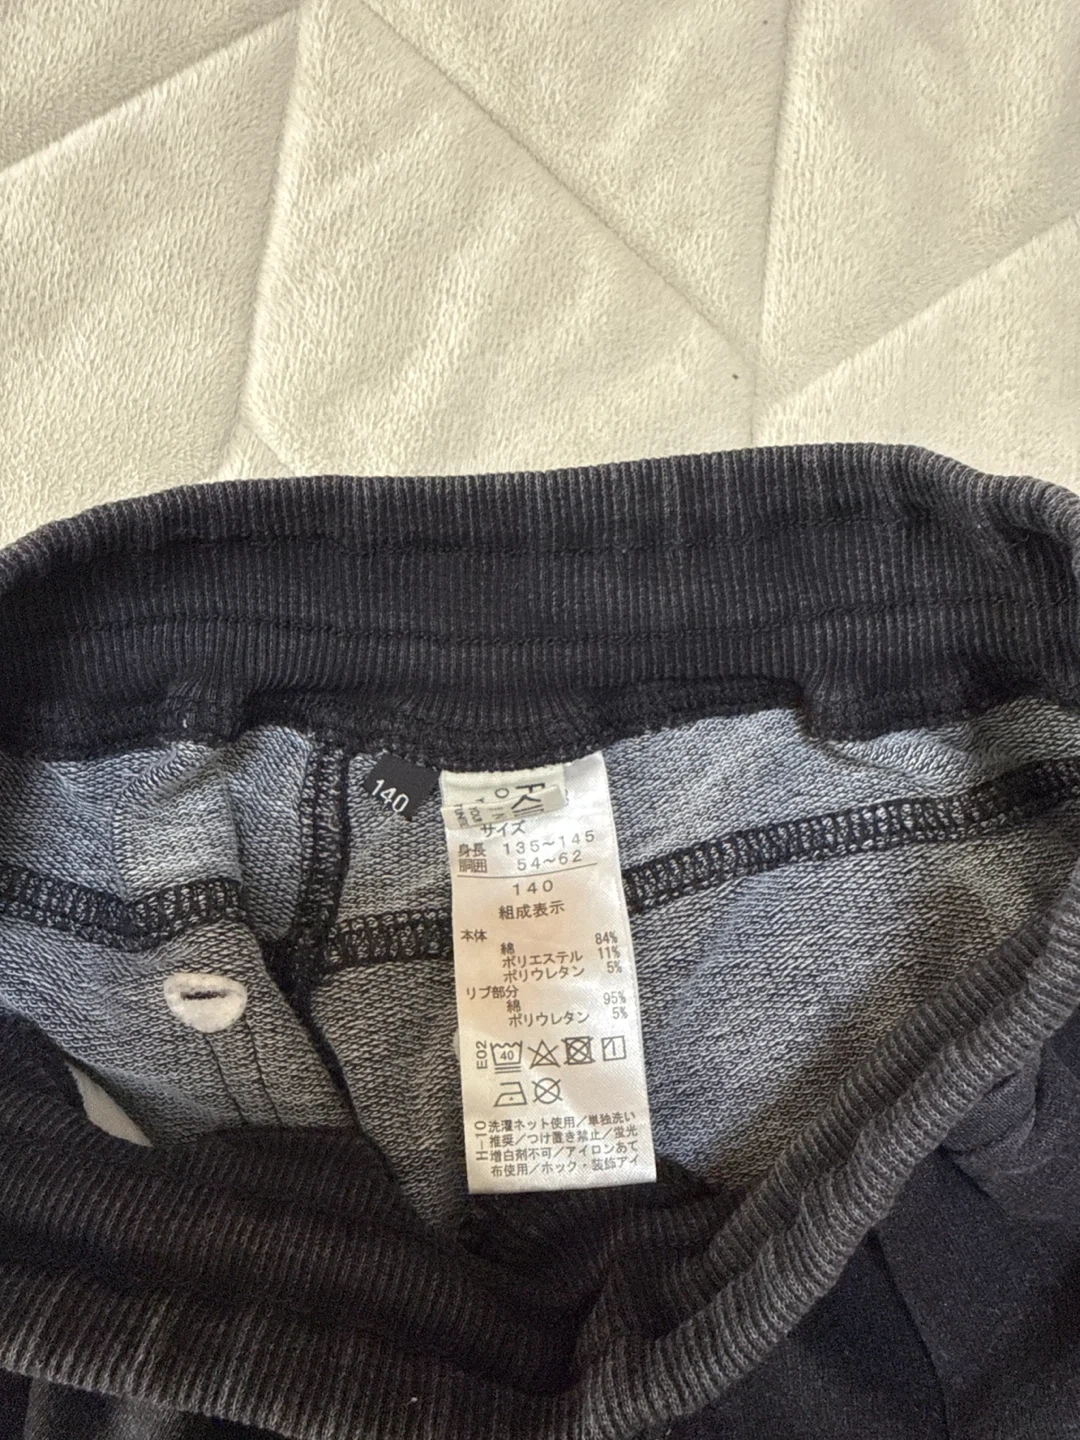 140
サイズ
身長 135~145
胴囲 54~62
140
組成表示
本体
綿 84%
ポリエステル 11%
ポリウレタン 5%
リブ部分
綿 95%
ポリウレタン 5%
E02
40
H-10
洗濯ネット使用/単独洗い
推奨/つけ置き禁止/蛍光
増白剤不可/アイロンあて
布使用/ホック・装飾アイ